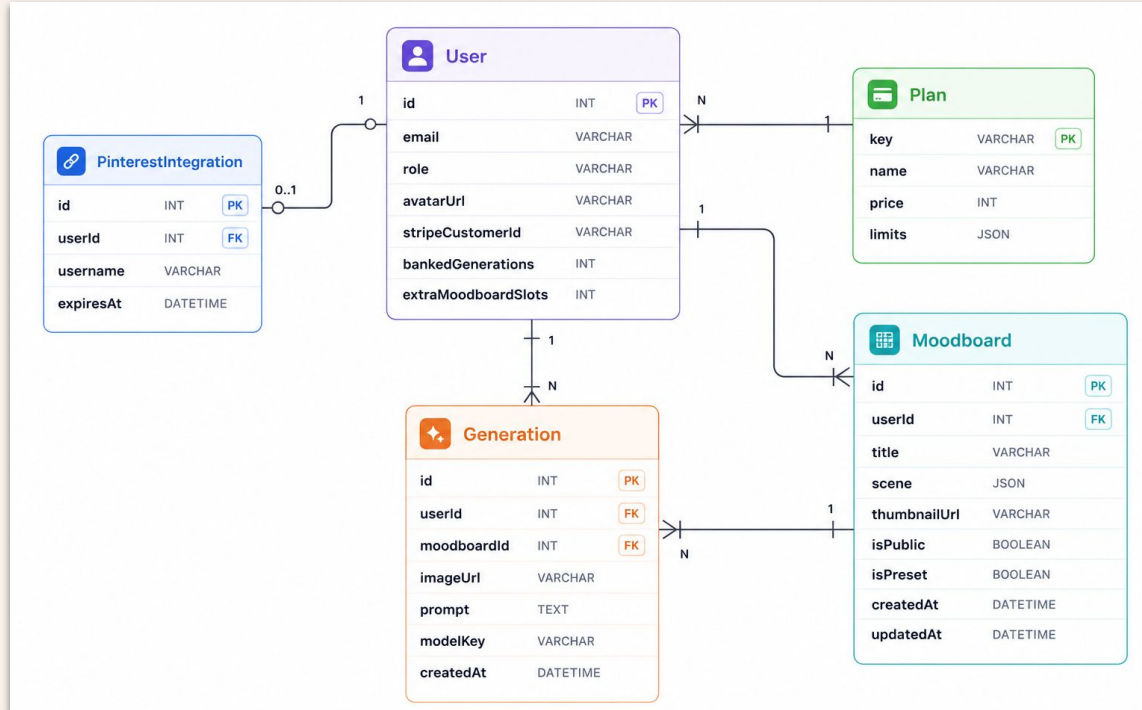 User
id INT PK
email VARCHAR
role VARCHAR
avatarUrl VARCHAR
stripeCustomerId VARCHAR
bankedGenerations INT
extraMoodboardSlots INT
Plan
key VARCHAR PK
name VARCHAR
price INT
limits JSON
PinterestIntegration
id INT PK
userId INT FK
username VARCHAR
expiresAt DATETIME
Moodboard
id INT PK
userId INT FK
title VARCHAR
scene JSON
thumbnailUrl VARCHAR
isPublic BOOLEAN
isPreset BOOLEAN
createdAt DATETIME
updatedAt DATETIME
Generation
id INT PK
userId INT FK
moodboardId INT FK
imageUrl VARCHAR
prompt TEXT
modelKey VARCHAR
createdAt DATETIME
1
0..1
N
1
1
N
1
N
1
N